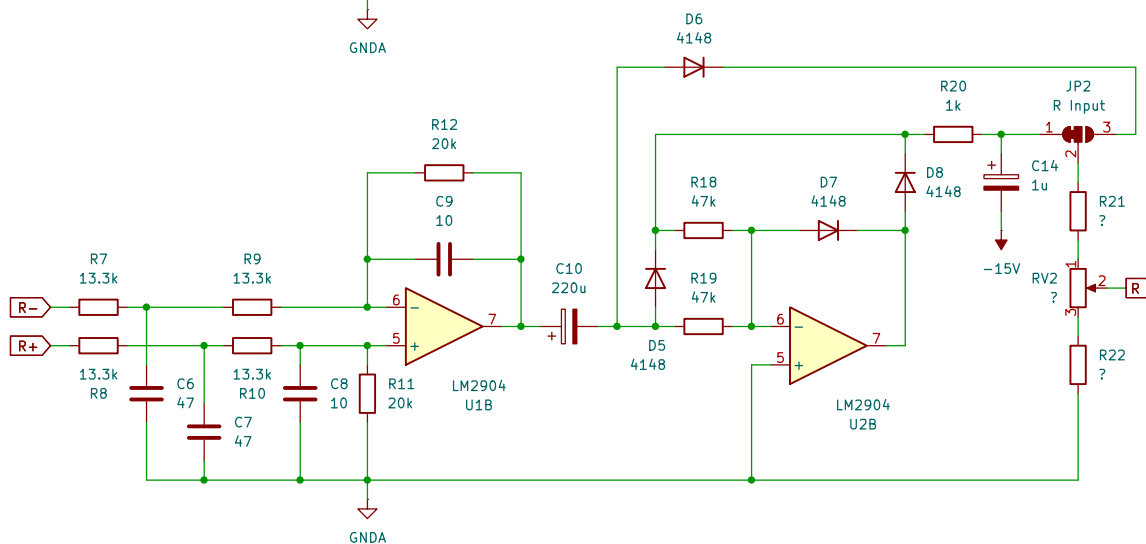 GNDA
D6
4148
R20
1k
JP2
R Input
1
3
2
R12
20k
C9
10
R18
47k
D7
4148
D8
4148
+
C14
1u
R21
?
−15V
R7
13.3k
R9
13.3k
C10
220u
+
R19
47k
RV2
?
1
2
3
R
R-
R+
6
−
7
5
+
6
−
7
5
+
D5
4148
13.3k
R8
13.3k
R10
C6
47
C7
47
C8
10
R11
20k
LM2904
U1B
LM2904
U2B
R22
?
GNDA